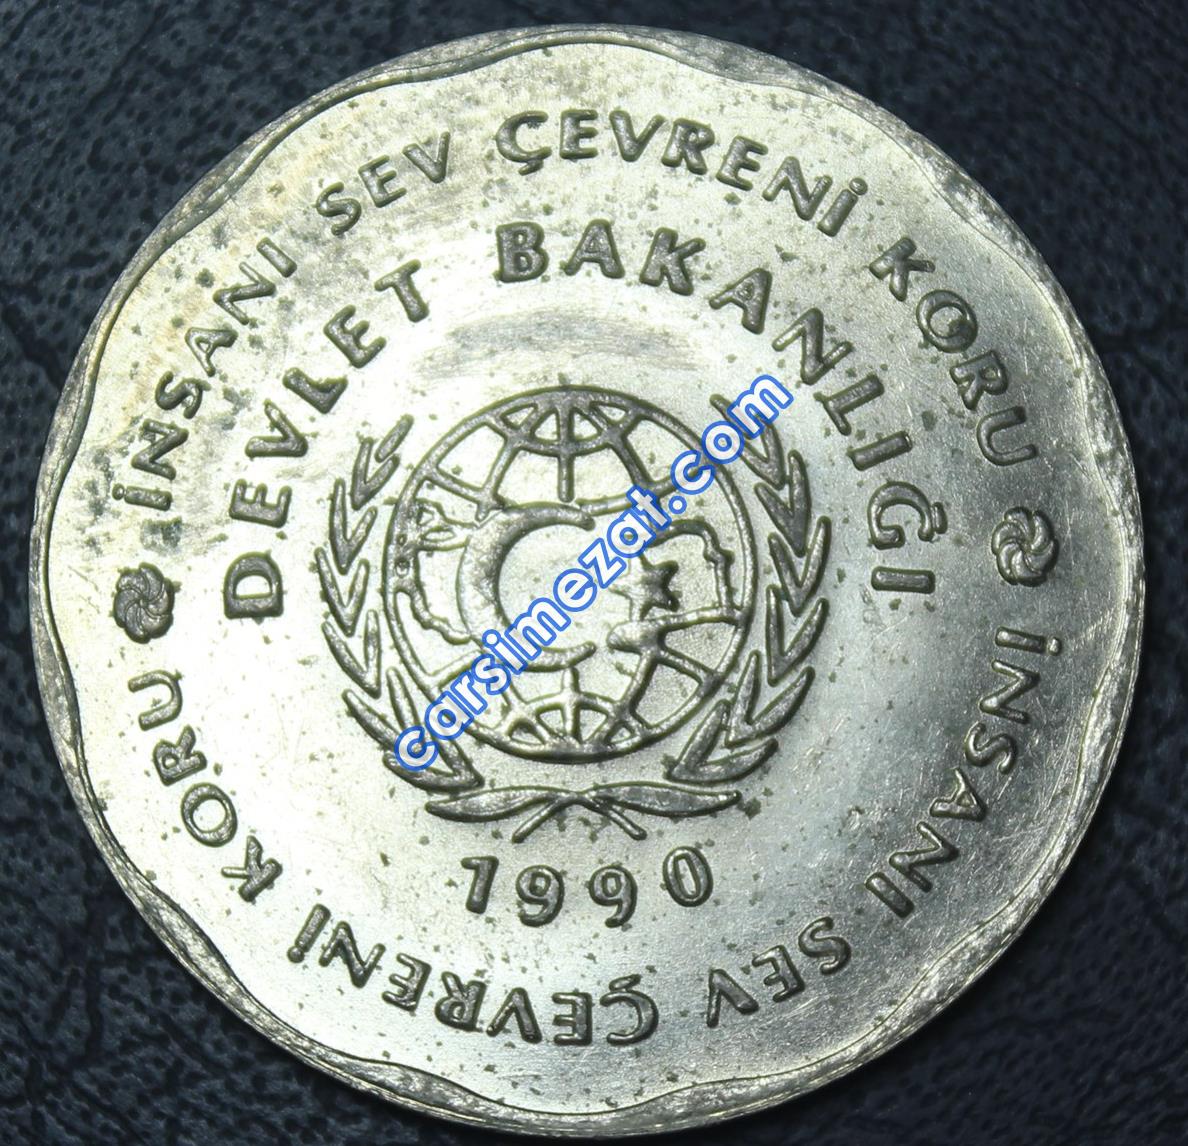 İNSANI SEV ÇEVRENİ KORU
İNSANI SEV ÇEVRENİ KORU
DEVLET BAKANLIĞI
1990
carsimezat.com